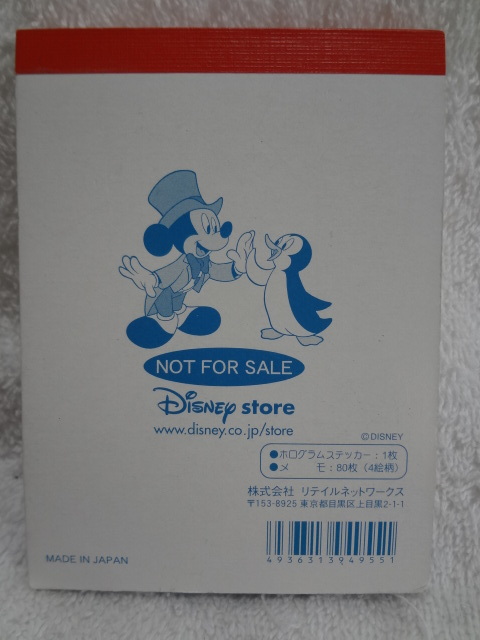 NOT FOR SALE
Disney store
www.disney.co.jp/store
©DISNEY
●ホログラムステッカー：1枚
●メ　　モ：80枚（4絵柄）
株式会社 リテイルネットワークス
〒153-8925 東京都目黒区上目黒2-1-1
4936313949551
MADE IN JAPAN